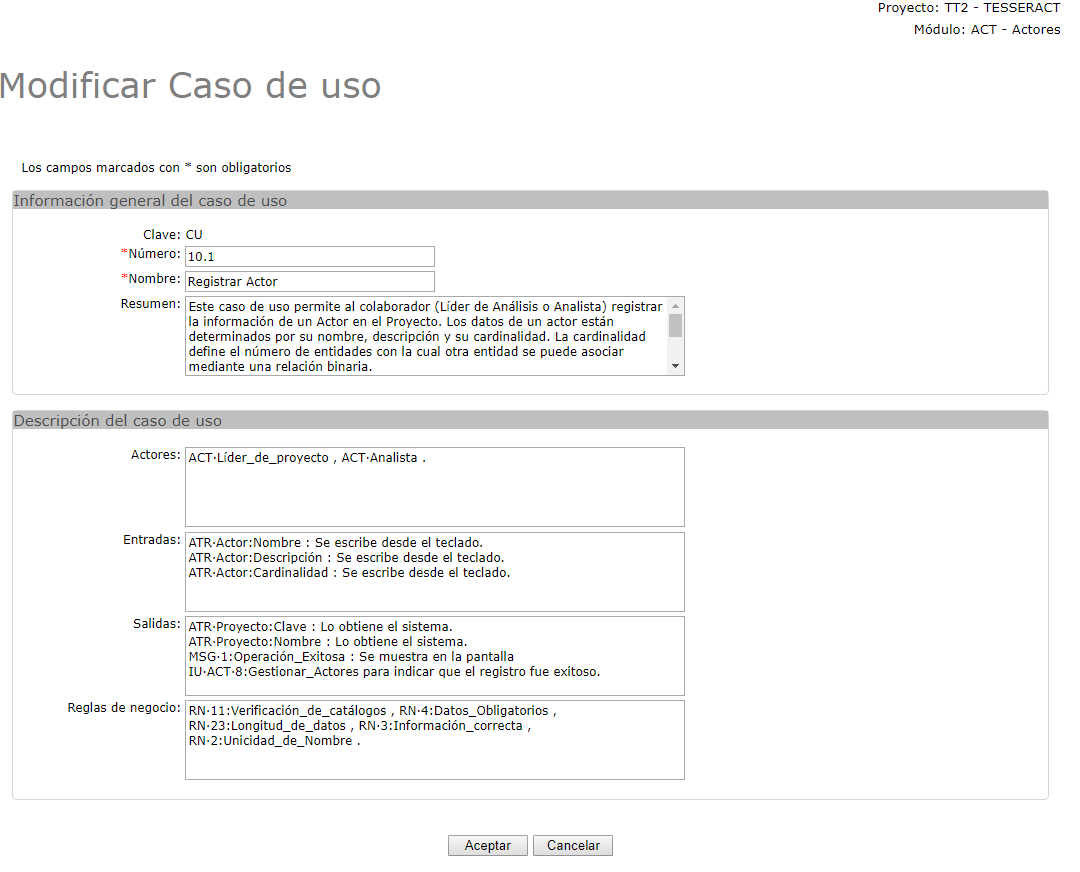 Proyecto: TT2 - TESSERACT
Módulo: ACT - Actores
Modificar Caso de uso
Los campos marcados con * son obligatorios
Información general del caso de uso
Clave: CU
*Número: 10.1
*Nombre: Registrar Actor
Resumen: Este caso de uso permite al colaborador (Líder de Análisis o Analista) registrar
la información de un Actor en el Proyecto. Los datos de un actor están
determinados por su nombre, descripción y su cardinalidad. La cardinalidad
define el número de entidades con la cual otra entidad se puede asociar
mediante una relación binaria.
Descripción del caso de uso
Actores: ACT·Líder_de_proyecto , ACT·Analista .
Entradas: ATR·Actor:Nombre : Se escribe desde el teclado.
ATR·Actor:Descripción : Se escribe desde el teclado.
ATR·Actor:Cardinalidad : Se escribe desde el teclado.
Salidas: ATR·Proyecto:Clave : Lo obtiene el sistema.
ATR·Proyecto:Nombre : Lo obtiene el sistema.
MSG·1:Operación_Exitosa : Se muestra en la pantalla
IU·ACT·8:Gestionar_Actores para indicar que el registro fue exitoso.
Reglas de negocio: RN·11:Verificación_de_catálogos , RN·4:Datos_Obligatorios ,
RN·23:Longitud_de_datos , RN·3:Información_correcta ,
RN·2:Unicidad_de_Nombre .
Aceptar Cancelar